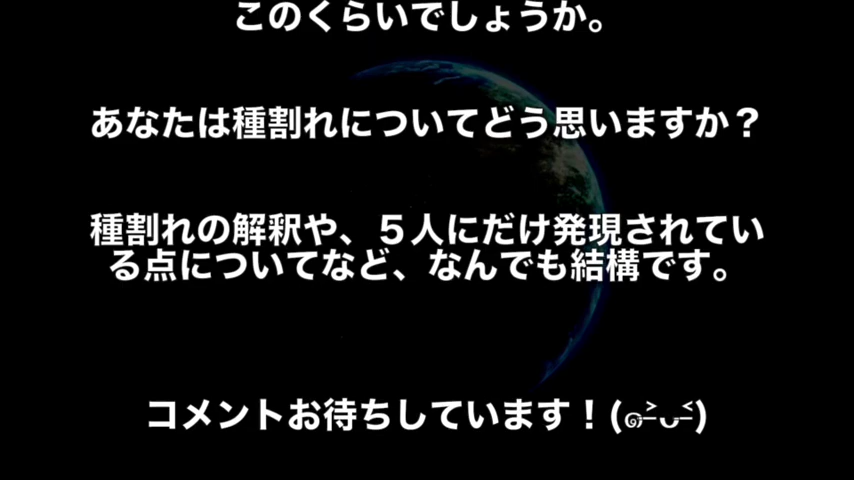 このくらいでしょうか。
あなたは種割れについてどう思いますか？
種割れの解釈や、５人にだけ発現されてい
る点についてなど、なんでも結構です。
コメントお待ちしています！(๑˃̵ᴗ˂̵)